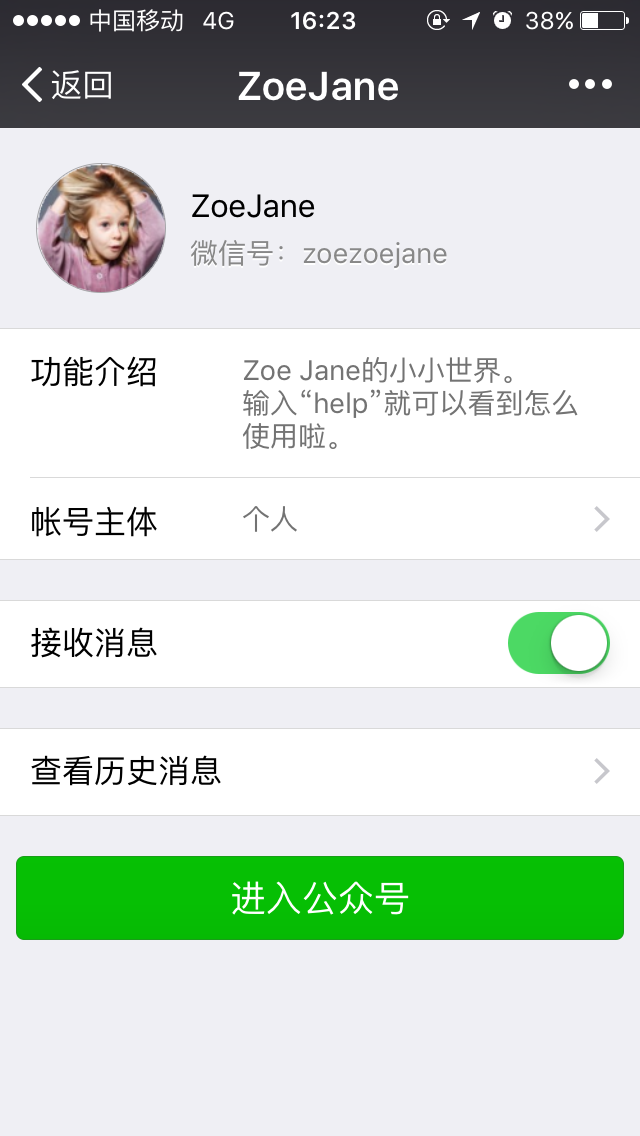 中国移动 4G 16:23 38%
返回 ZoeJane
ZoeJane
微信号：zoezoejane
功能介绍 Zoe Jane的小小世界。
输入“help”就可以看到怎么
使用啦。
帐号主体 个人
接收消息
查看历史消息
进入公众号